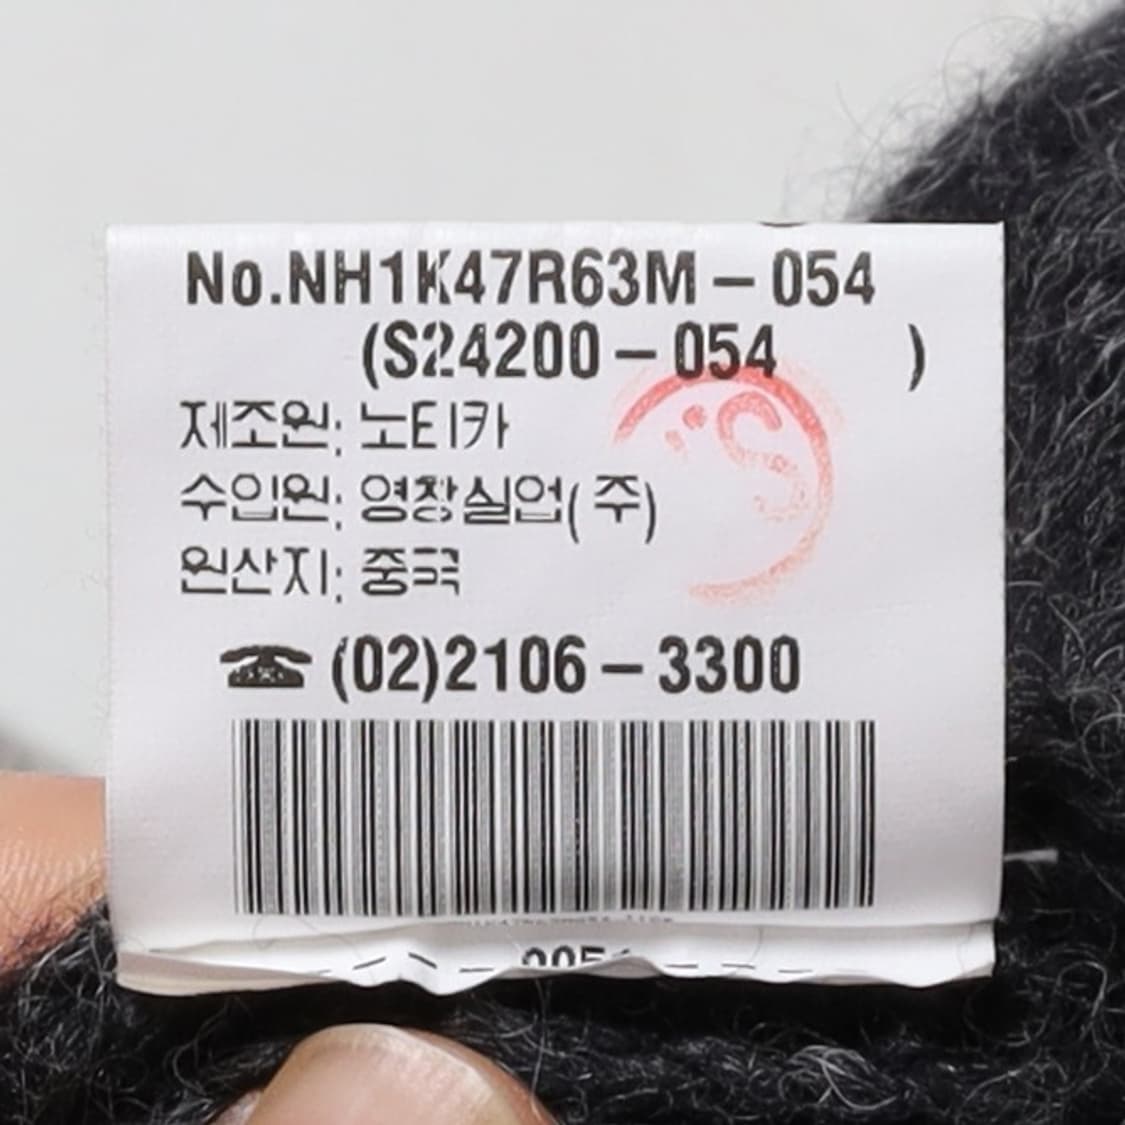 No.NH1K47R63M-054
(S24200-054 )
제조원: 노티카
수입원: 영창실업(주)
원산지: 중국
☎ (02)2106-3300